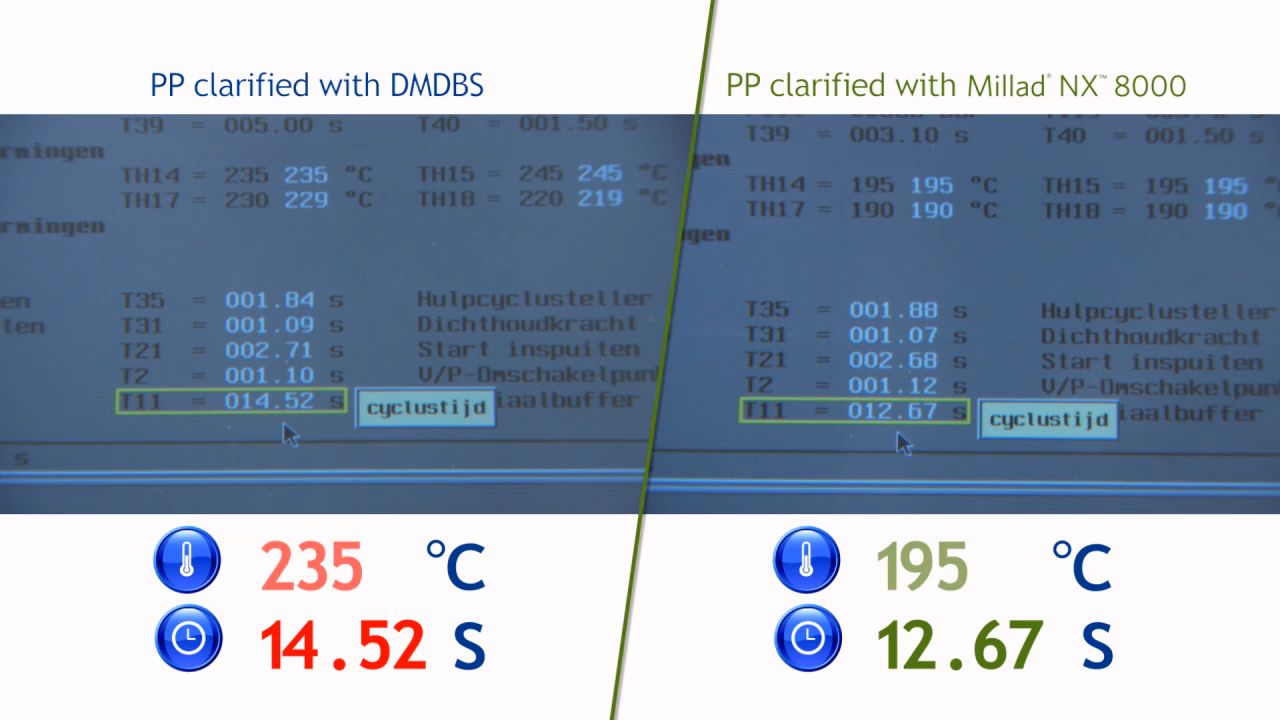 PP clarified with DMDBS
T39 = 005.00 s T40 = 001.50 s
rmingen
TH14 = 235 235 °C TH15 = 245 245 °C
TH17 = 230 229 °C TH18 = 220 219 °C
rmingen
en T35 = 001.84 s Hulpcyclusteller
ten T31 = 001.09 s Dichthoudkracht
T21 = 002.71 s Start inspuiten
T2 = 001.10 s V/P-Omschakelpun
T11 = 014.52 s cyclustijd iaalbuffer
s
235 °C
14.52 S
PP clarified with Millad® NX™ 8000
T39 = 003.10 s T40 = 001.50 s
gen
TH14 = 195 195 °C TH15 = 195 195 °
TH17 = 190 190 °C TH18 = 190 190 °
gen
T35 = 001.88 s Hulpcyclusteller
T31 = 001.07 s Dichthoudkracht
T21 = 002.68 s Start inspuiten
T2 = 001.12 s V/P-Omschakelpun
T11 = 012.67 s cyclustijd iaalbuffer
195 °C
12.67 S